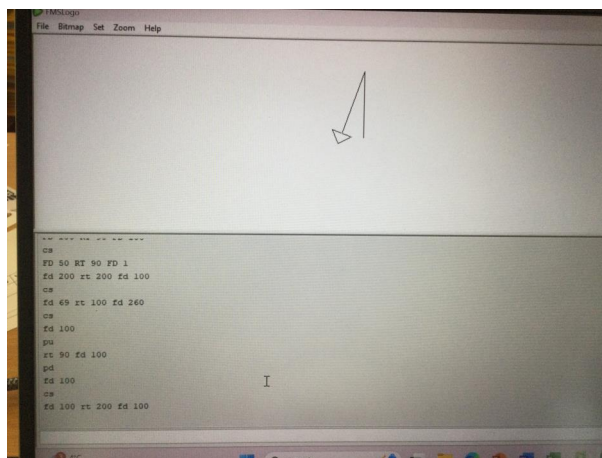 FMSLogo
File Bitmap Set Zoom Help
cs
FD 50 RT 90 FD 1
fd 200 rt 200 fd 100
cs
fd 69 rt 100 fd 260
cs
fd 100
pu
rt 90 fd 100
pd
fd 100
cs
fd 100 rt 200 fd 100